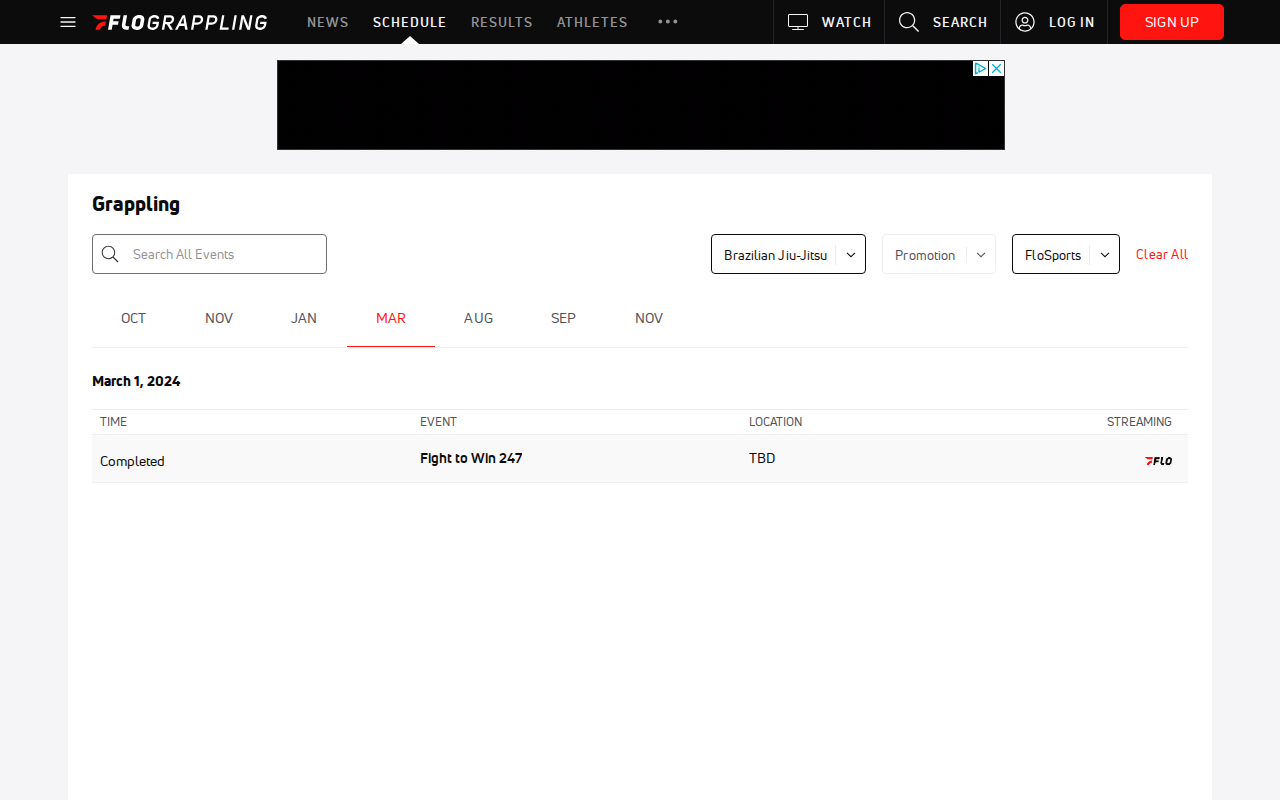 FLOGRAPPLING NEWS SCHEDULE RESULTS ATHLETES WATCH SEARCH LOG IN SIGN UP
Grappling
Search All Events Brazilian Jiu-Jitsu Promotion FloSports Clear All
OCT NOV JAN MAR AUG SEP NOV
March 1, 2024
TIME EVENT LOCATION STREAMING
Completed Fight to Win 247 TBD FLO